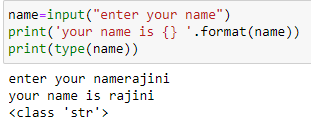 name=input("enter your name")
print('your name is {} '.format(name))
print(type(name))
enter your namerajini
your name is rajini
<class 'str'>